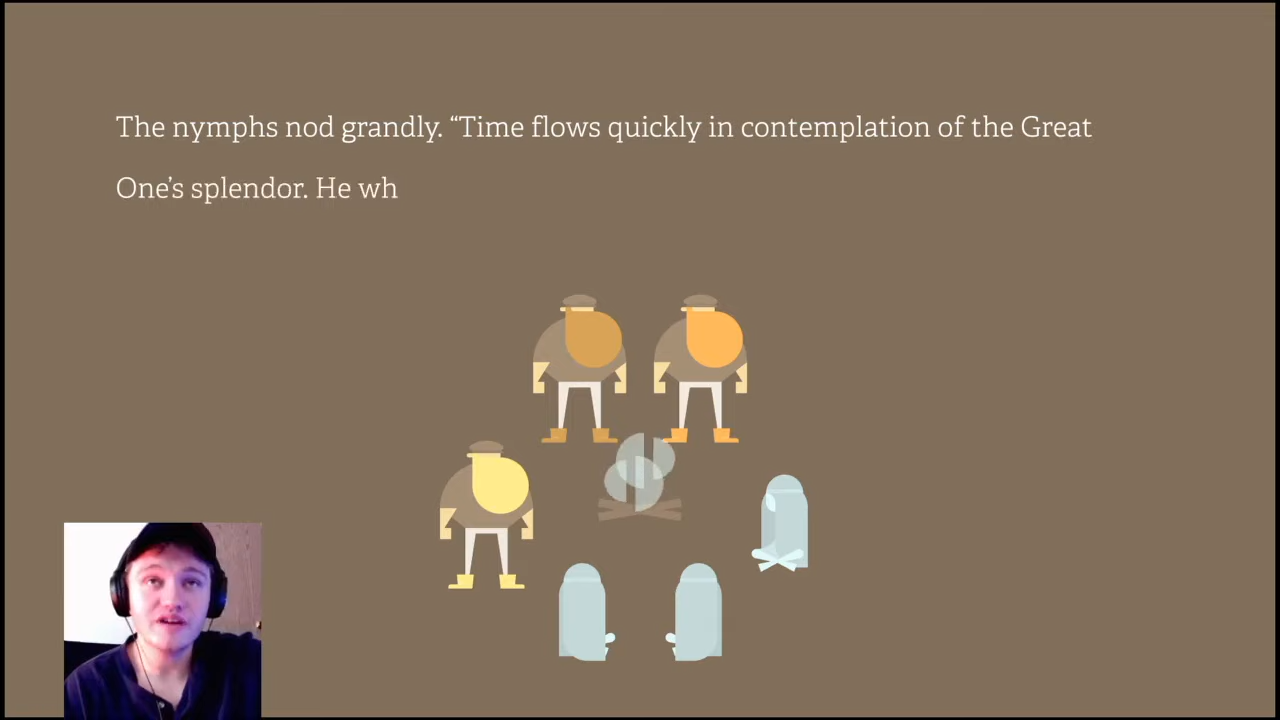 The nymphs nod grandly. “Time flows quickly in contemplation of the Great
One’s splendor. He wh